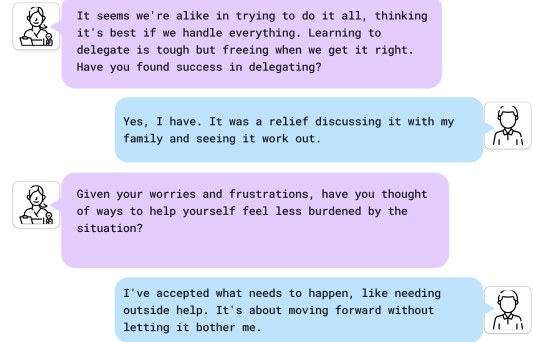 It seems we're alike in trying to do it all, thinking
it's best if we handle everything. Learning to
delegate is tough but freeing when we get it right.
Have you found success in delegating?
Yes, I have. It was a relief discussing it with my
family and seeing it work out.
Given your worries and frustrations, have you thought
of ways to help yourself feel less burdened by the
situation?
I've accepted what needs to happen, like needing
outside help. It's about moving forward without
letting it bother me.